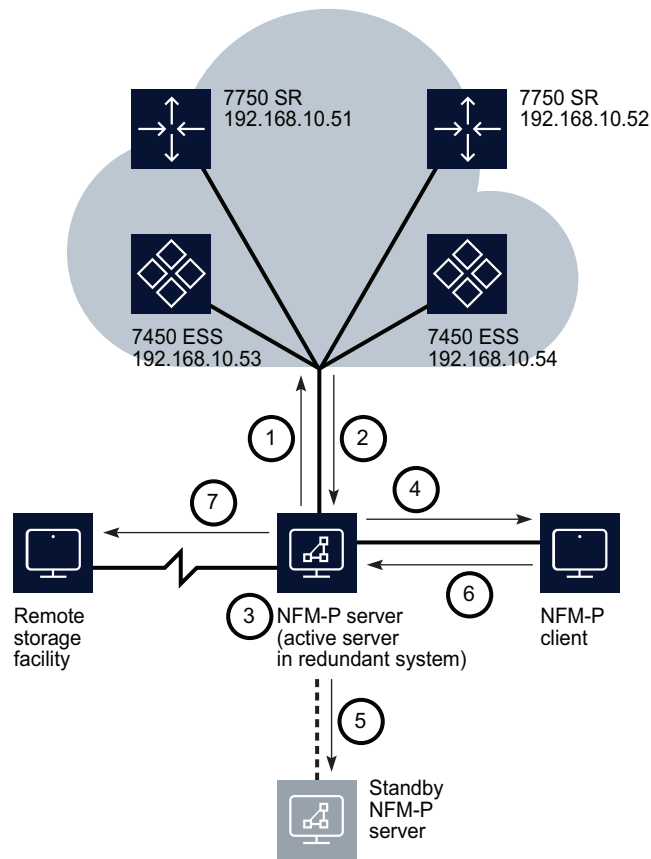 7750 SR
192.168.10.51
7750 SR
192.168.10.52
7450 ESS
192.168.10.53
7450 ESS
192.168.10.54
1
2
7
4
6
3
Remote
storage
facility
NFM-P server
(active server
in redundant system)
NFM-P
client
5
Standby
NFM-P
server